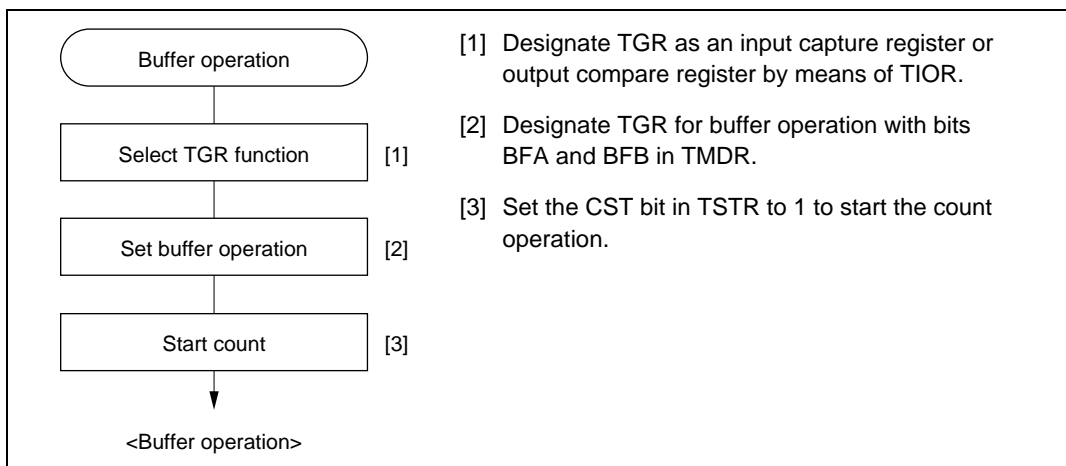 Buffer operation
Select TGR function [1]
Set buffer operation [2]
Start count [3]
<Buffer operation>
[1] Designate TGR as an input capture register or
output compare register by means of TIOR.
[2] Designate TGR for buffer operation with bits
BFA and BFB in TMDR.
[3] Set the CST bit in TSTR to 1 to start the count
operation.